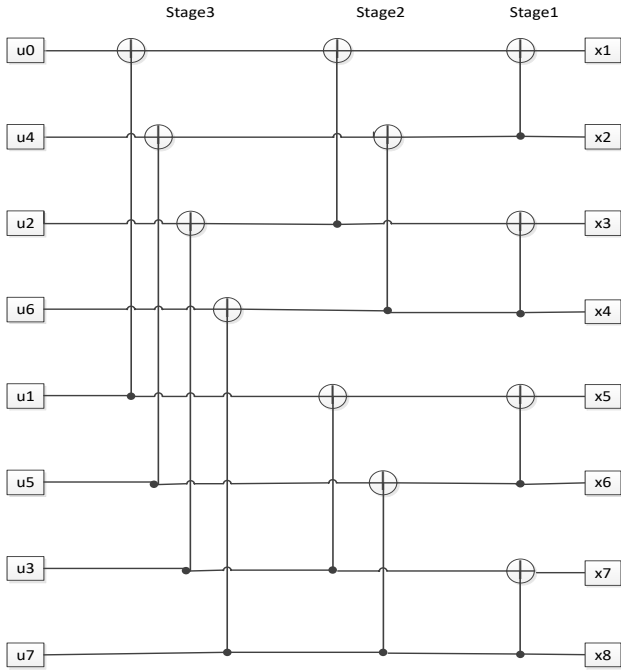 Stage3 Stage2 Stage1
u0 x1
u4 x2
u2 x3
u6 x4
u1 x5
u5 x6
u3 x7
u7 x8